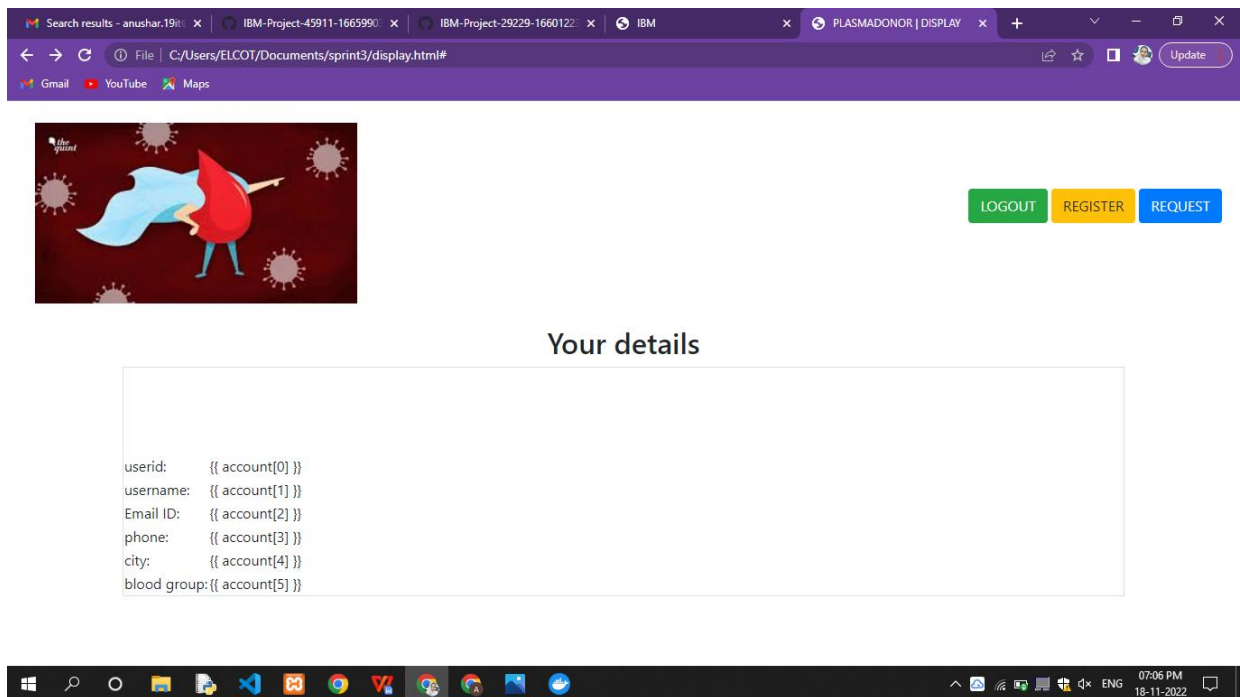 Search results - anushar.19it IBM-Project-45911-1665990 IBM-Project-29229-1660122 IBM PLASMADONOR | DISPLAY
File C:/Users/ELCOT/Documents/sprint3/display.html# Update
Gmail YouTube Maps
the quint
LOGOUT REGISTER REQUEST
Your details
userid: {{ account[0] }}
username: {{ account[1] }}
Email ID: {{ account[2] }}
phone: {{ account[3] }}
city: {{ account[4] }}
blood group: {{ account[5] }}
ENG 07:06 PM
18-11-2022